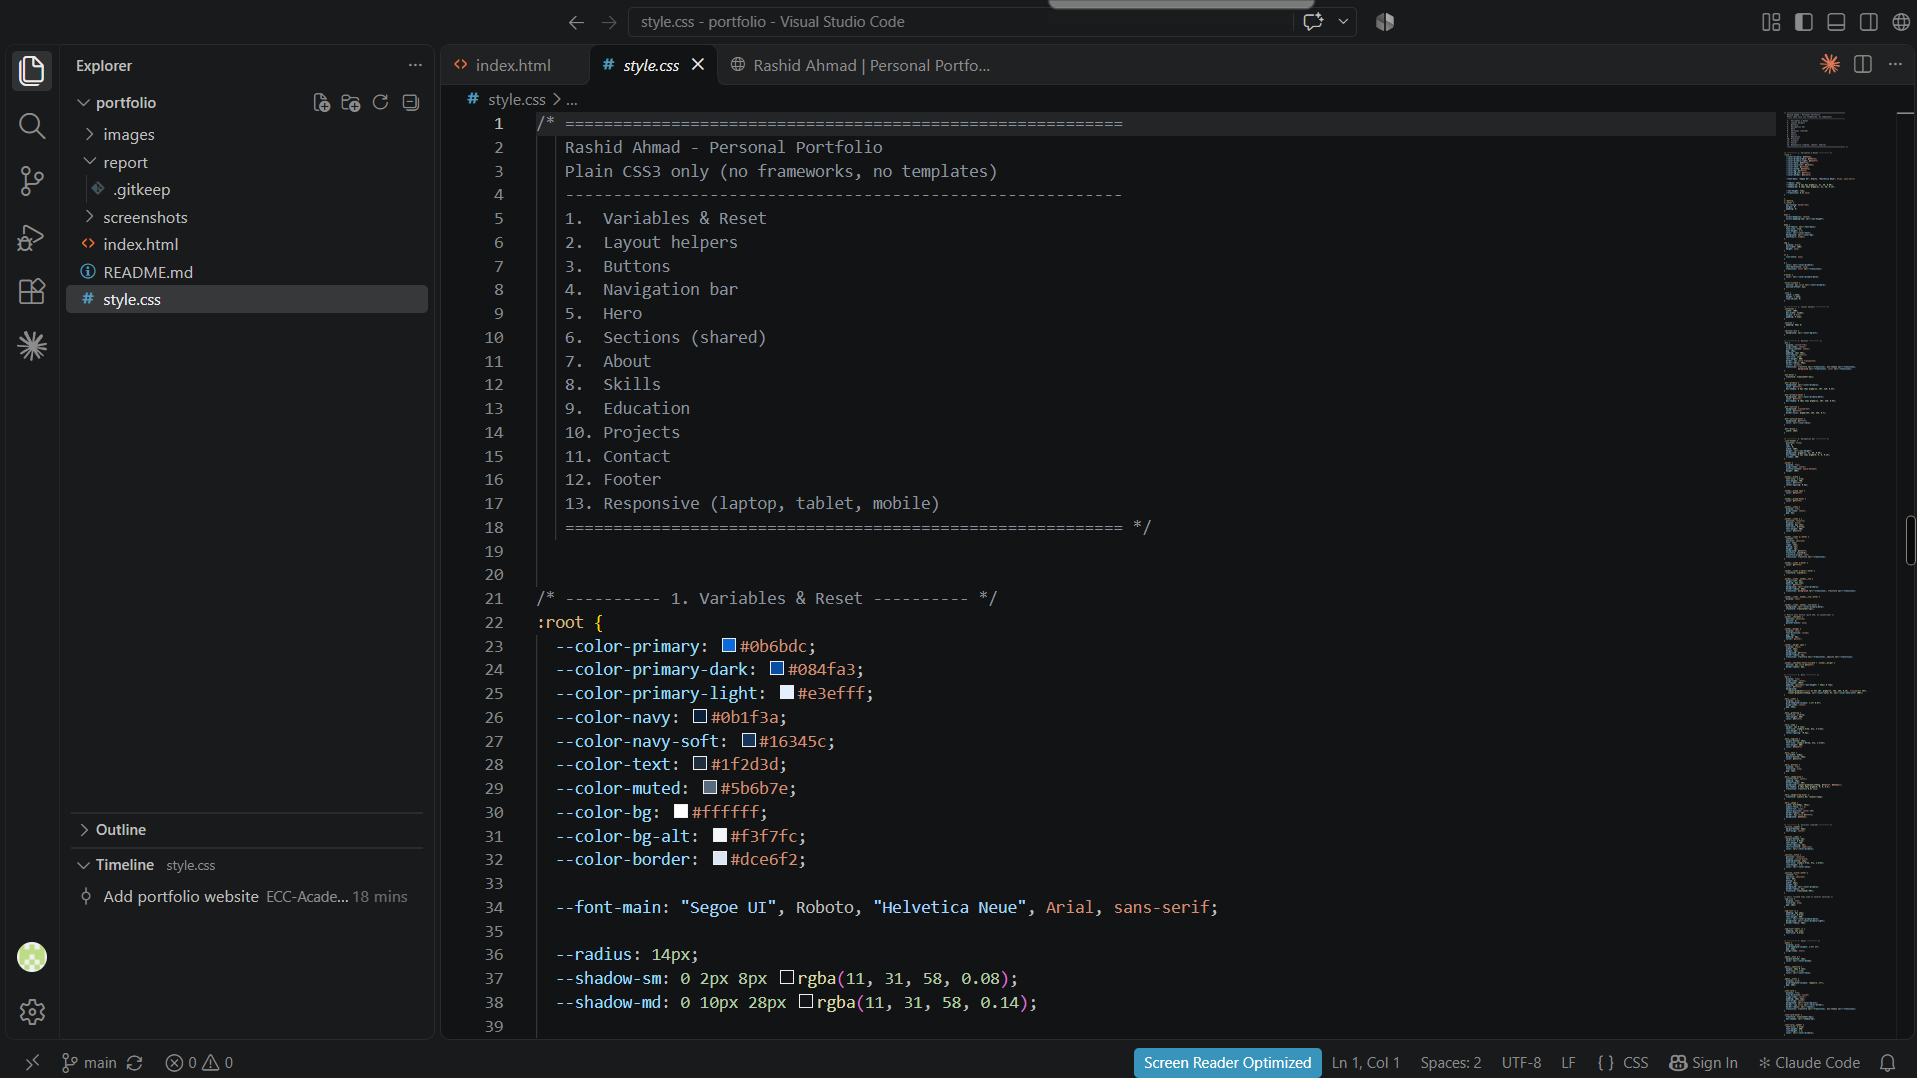 style.css - portfolio - Visual Studio Code
Explorer
portfolio
images
report
.gitkeep
screenshots
index.html
README.md
style.css
Outline
Timeline style.css
Add portfolio website ECC-Acade... 18 mins
index.html
style.css
Rashid Ahmad | Personal Portfo...
style.css > ...
1 /* ==========================================================
2 Rashid Ahmad - Personal Portfolio
3 Plain CSS3 only (no frameworks, no templates)
4 ----------------------------------------------------------
5 1. Variables & Reset
6 2. Layout helpers
7 3. Buttons
8 4. Navigation bar
9 5. Hero
10 6. Sections (shared)
11 7. About
12 8. Skills
13 9. Education
14 10. Projects
15 11. Contact
16 12. Footer
17 13. Responsive (laptop, tablet, mobile)
18 ========================================================== */
19
20
21 /* ---------- 1. Variables & Reset ---------- */
22 :root {
23 --color-primary: #0b6bdc;
24 --color-primary-dark: #084fa3;
25 --color-primary-light: #e3efff;
26 --color-navy: #0b1f3a;
27 --color-navy-soft: #16345c;
28 --color-text: #1f2d3d;
29 --color-muted: #5b6b7e;
30 --color-bg: #ffffff;
31 --color-bg-alt: #f3f7fc;
32 --color-border: #dce6f2;
33
34 --font-main: "Segoe UI", Roboto, "Helvetica Neue", Arial, sans-serif;
35
36 --radius: 14px;
37 --shadow-sm: 0 2px 8px rgba(11, 31, 58, 0.08);
38 --shadow-md: 0 10px 28px rgba(11, 31, 58, 0.14);
39
main 0 0 Screen Reader Optimized Ln 1, Col 1 Spaces: 2 UTF-8 LF {} CSS Sign In Claude Code